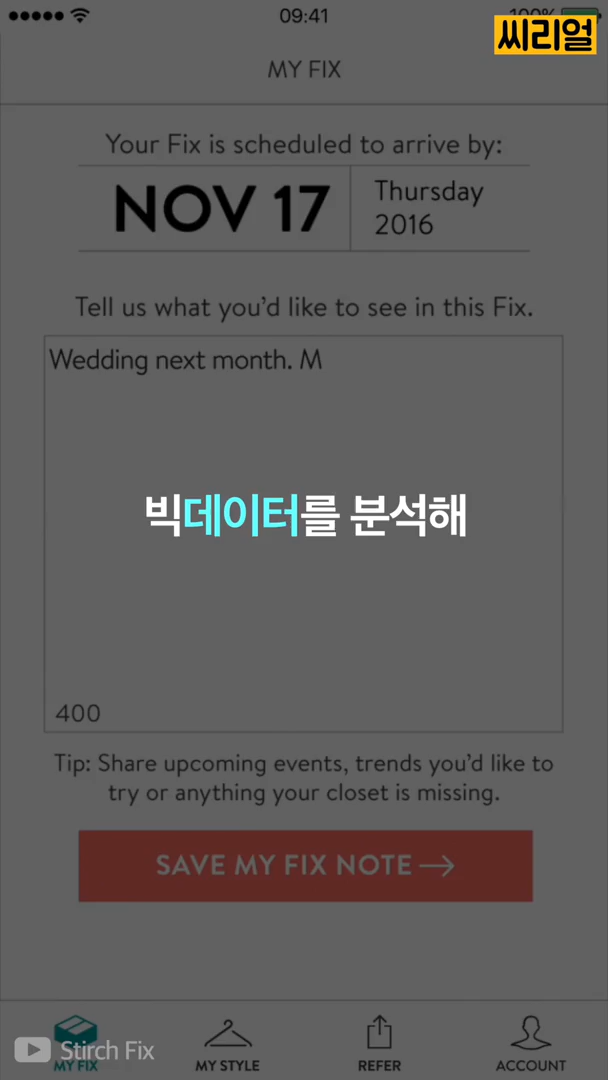 09:41
100%
씨리얼
MY FIX
Your Fix is scheduled to arrive by:
NOV 17
Thursday
2016
Tell us what you'd like to see in this Fix.
Wedding next month. M
빅데이터를 분석해
400
Tip: Share upcoming events, trends you'd like to
try or anything your closet is missing.
SAVE MY FIX NOTE
MY FIX
MY STYLE
REFER
ACCOUNT
Stirch Fix